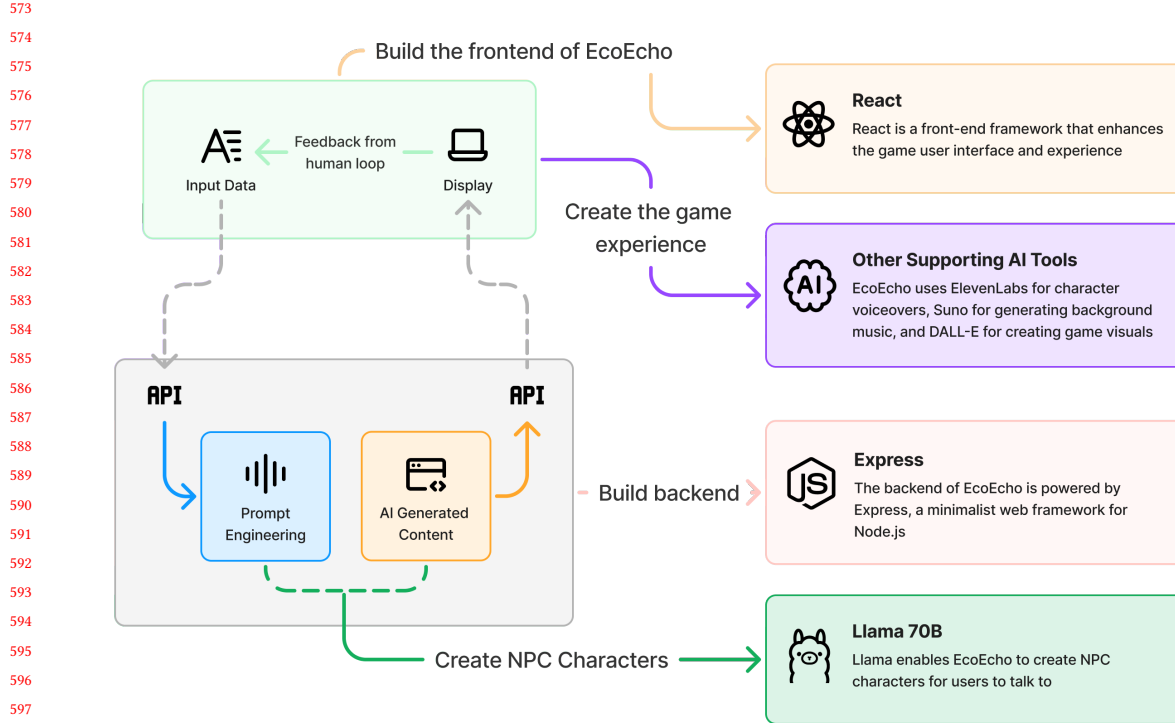 573
574
575
576
577
578
579
580
581
582
583
584
585
586
587
588
589
590
591
592
593
594
595
596
597
Build the frontend of EcoEcho
Feedback from
human loop
Input Data
Display
Create the game
experience
API
API
Prompt
Engineering
AI Generated
Content
Build backend
Create NPC Characters
React
React is a front-end framework that enhances
the game user interface and experience
AI
Other Supporting AI Tools
EcoEcho uses ElevenLabs for character
voiceovers, Suno for generating background
music, and DALL-E for creating game visuals
JS
Express
The backend of EcoEcho is powered by
Express, a minimalist web framework for
Node.js
Llama 70B
Llama enables EcoEcho to create NPC
characters for users to talk to